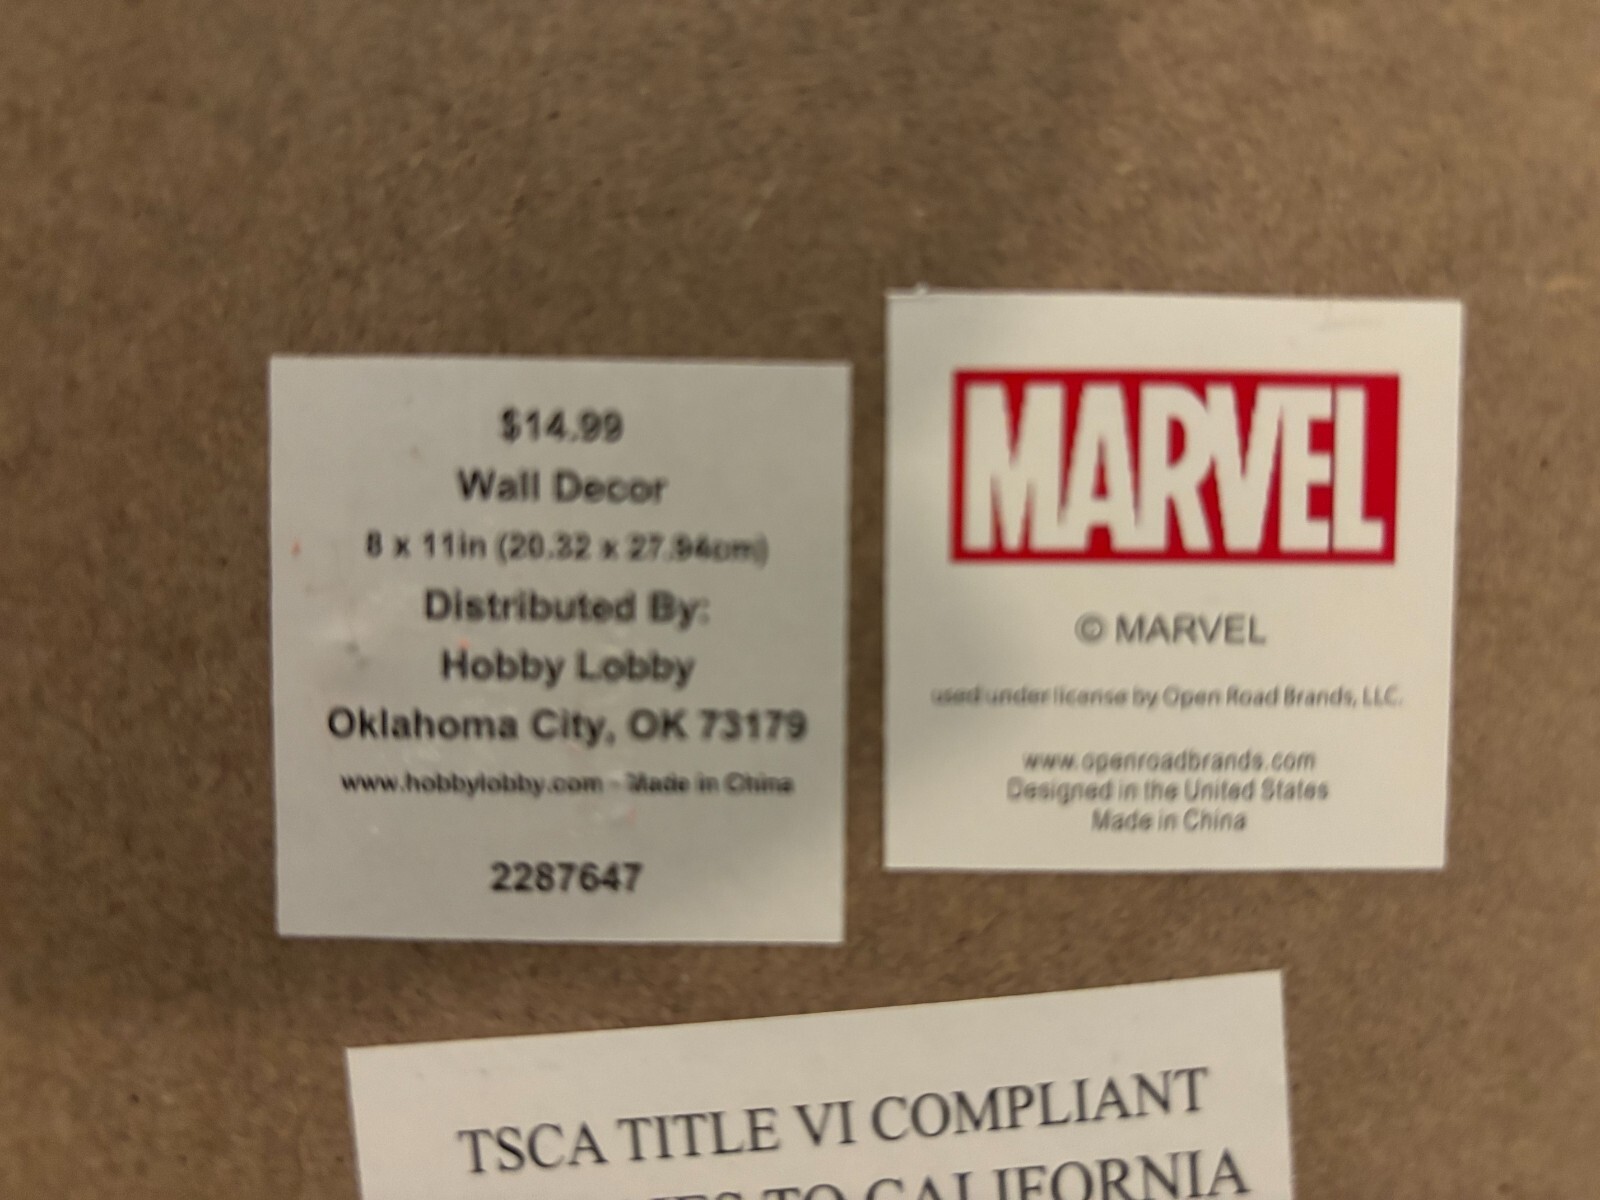 $14.99
Wall Decor
8 x 11in (20.32 x 27.94cm)
Distributed By:
Hobby Lobby
Oklahoma City, OK 73179
www.hobbylobby.com - Made in China
2287647
MARVEL
© MARVEL
used under license by Open Road Brands, LLC.
www.openroadbrands.com
Designed in the United States
Made in China
TSCA TITLE VI COMPLIANT
TO CALIFORNIA